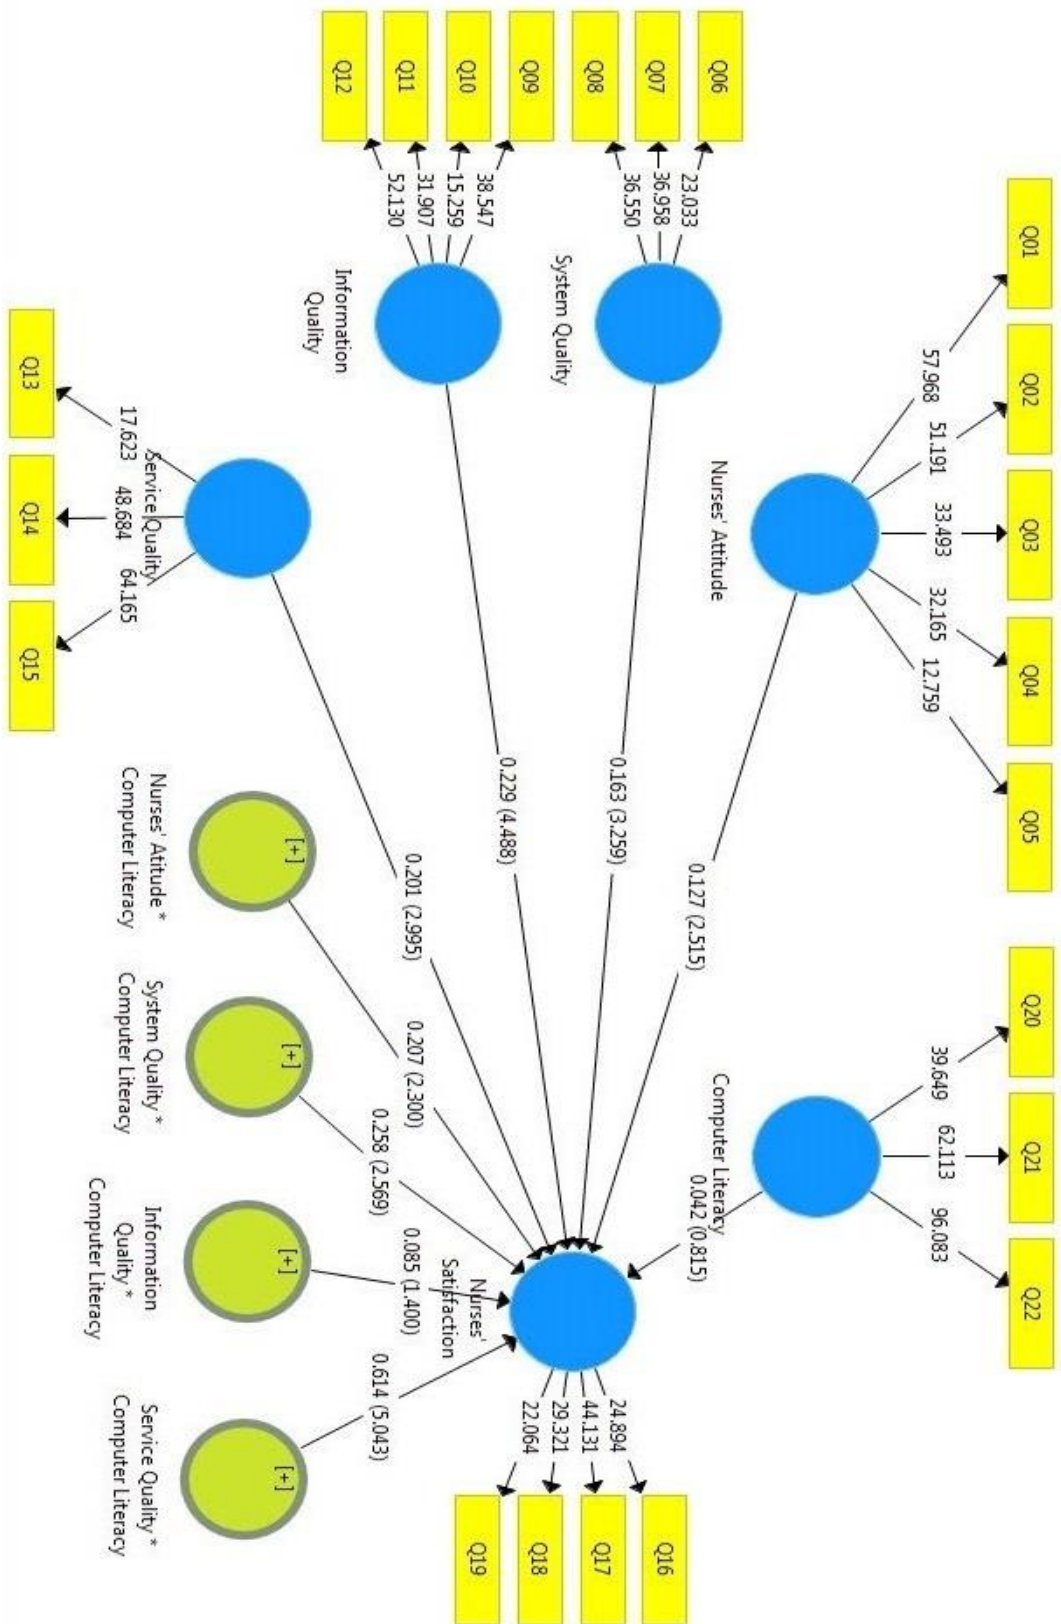 Q01
Q02
Q03
Q04
Q05
Q20
Q21
Q22
57.968
51.191
33.493
32.165
12.759
39.649
62.113
96.083
Nurses' Attitude
Computer Literacy
0.127 (2.515)
0.042 (0.815)
Q06
Q07
Q08
23.033
36.958
36.550
System Quality
0.163 (3.259)
Q09
Q10
Q11
Q12
38.547
15.259
31.907
52.130
Information
Quality
0.229 (4.488)
Q16
Q17
Q18
Q19
24.894
44.131
29.321
22.064
Nurses'
Satisfaction
0.201 (2.995)
0.207 (2.300)
0.258 (2.569)
0.085 (1.400)
0.614 (5.043)
Service Quality
17.623
48.684
64.165
Q13
Q14
Q15
[+]
[+]
[+]
[+]
Nurses' Atitude *
Computer Literacy
System Quality *
Computer Literacy
Information
Quality *
Computer Literacy
Service Quality *
Computer Literacy